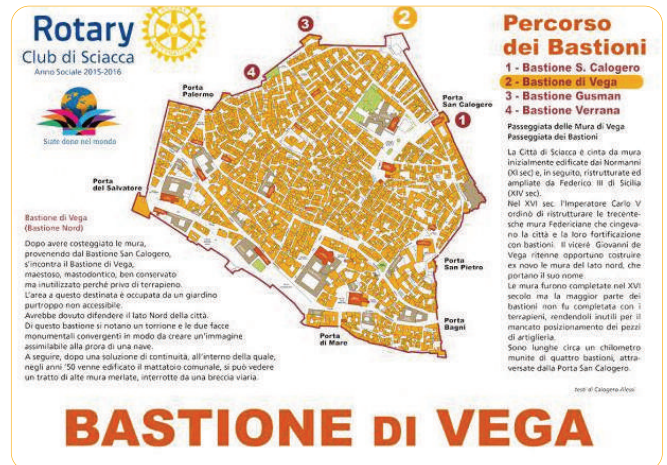 Rotary
Club di Sciacca
Anno Sociale 2015-2016
Siate dono nel mondo
3
2
4
1
Porta
Palermo
Porta
San Calogero
Porta
del Salvatore
Porta
San Pietro
Porta
Bagni
Porta
di Mare
Bastione di Vega
(Bastione Nord)
Dopo avere costeggiato le mura,
provenendo dal Bastione San Calogero,
s'incontra il Bastione di Vega,
maestoso, mastodontico, ben conservato
ma inutilizzato perché privo di terrapieno.
L'area a questo destinata è occupata da un giardino
purtroppo non accessibile.
Avrebbe dovuto difendere il lato Nord della città.
Di questo bastione si notano un torrione e le due facce
monumentali convergenti in modo da creare un'immagine
assimilabile alla prora di una nave.
A seguire, dopo una soluzione di continuità, all'interno della quale,
negli anni '50 venne edificato il mattatoio comunale, si può vedere
un tratto di alte mura merlate, interrotte da una breccia viaria.
Percorso
dei Bastioni
1 - Bastione S. Calogero
2 - Bastione di Vega
3 - Bastione Gusman
4 - Bastione Verrana
Passeggiata delle Mura di Vega
Passeggiata dei Bastioni
La Città di Sciacca è cinta da mura
inizialmente edificate dai Normanni
(XI sec) e, in seguito, ristrutturate ed
ampliate da Federico III di Sicilia
(XIV sec).
Nel XVI sec. l'Imperatore Carlo V
ordinò di ristrutturare le trecente-
sche mura Federiciane che cingeva-
no la città e la loro fortificazione
con bastioni. Il viceré Giovanni de
Vega ritenne opportuno costruire
ex novo le mura del lato nord, che
portano il suo nome.
Le mura furono completate nel XVI
secolo ma la maggior parte dei
bastioni non fu completata con i
terrapieni, rendendoli inutili per il
mancato posizionamento dei pezzi
di artiglieria.
Sono lunghe circa un chilometro
munite di quattro bastioni, attra-
versate dalla Porta San Calogero.
testi di Calogero Alessi
BASTIONE DI VEGA